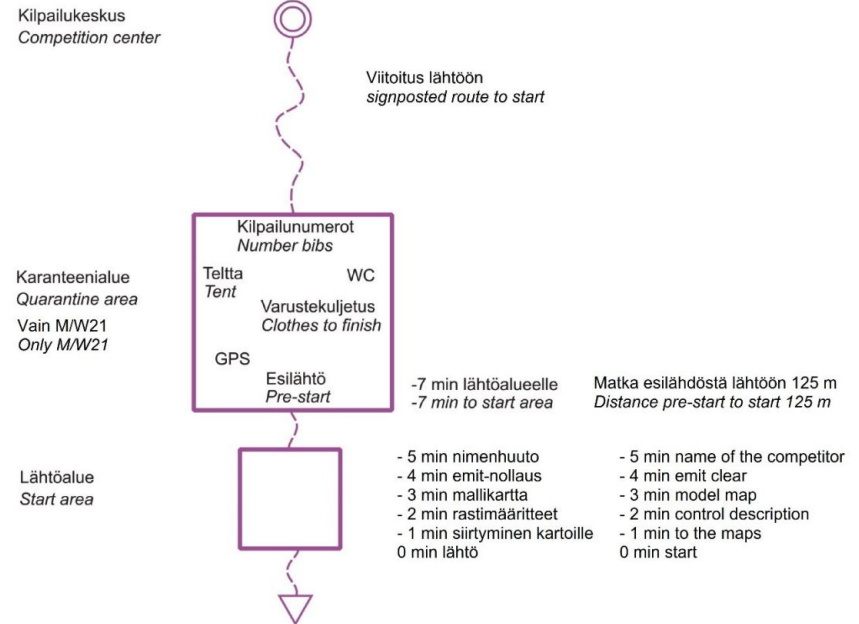 Kilpailukeskus
Competition center
Viitoitus lähtöön
signposted route to start
Kilpailunumerot
Number bibs
Karanteenialue
Quarantine area
Vain M/W21
Only M/W21
Teltta
Tent
WC
Varustekuljetus
Clothes to finish
GPS
Esilähtö
Pre-start
-7 min lähtöalueelle
-7 min to start area
Matka esilähdöstä lähtöön 125 m
Distance pre-start to start 125 m
Lähtöalue
Start area
- 5 min nimenhuuto
- 4 min emit-nollaus
- 3 min mallikartta
- 2 min rastimääritteet
- 1 min siirtyminen kartoille
0 min lähtö
- 5 min name of the competitor
- 4 min emit clear
- 3 min model map
- 2 min control description
- 1 min to the maps
0 min start